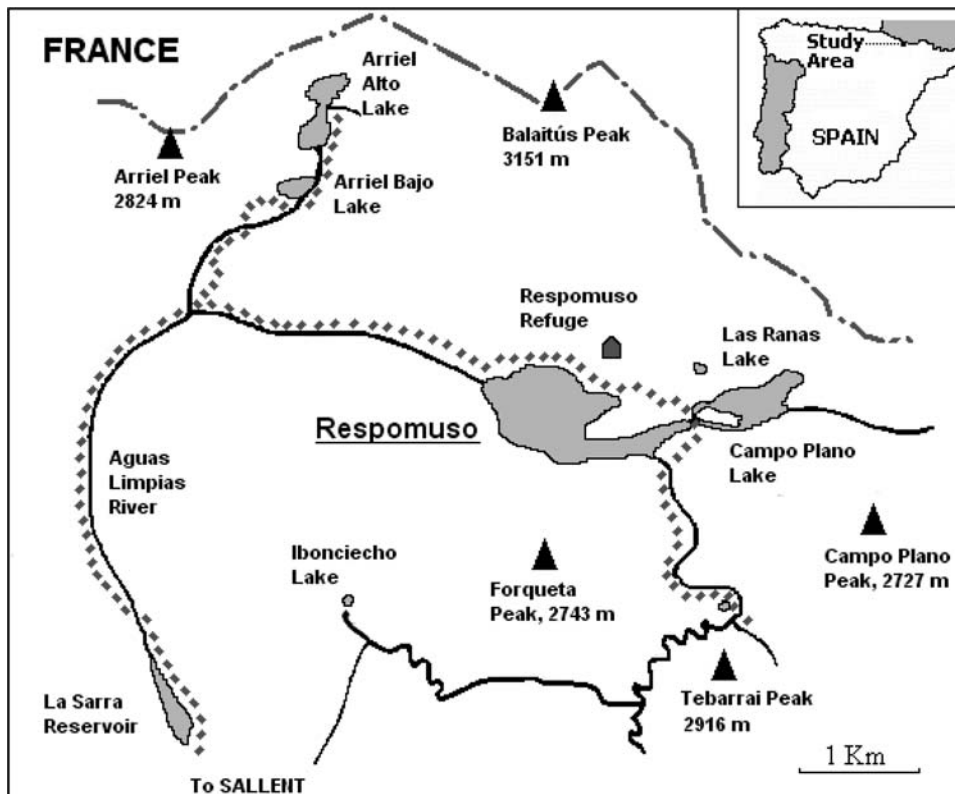 FRANCE
Arriel
Alto
Lake
Study
Area
SPAIN
Balaitús Peak
3151 m
Arriel Peak
2824 m
Arriel Bajo
Lake
Respomuso
Refuge
Las Ranas
Lake
Respomuso
Campo Plano
Lake
Aguas
Limpias
River
Ibonciecho
Lake
Forqueta
Peak, 2743 m
Campo Plano
Peak, 2727 m
La Sarra
Reservoir
Tebarrai Peak
2916 m
1 Km
To SALLENT